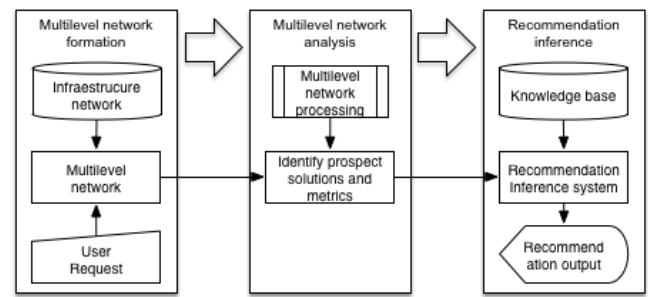 Multilevel network
formation
Infraestrucure
network
Multilevel
network
User
Request
Multilevel network
analysis
Multilevel
network
processing
Identify prospect
solutions and
metrics
Recommendation
inference
Knowledge base
Recommendation
Inference system
Recommend
ation output